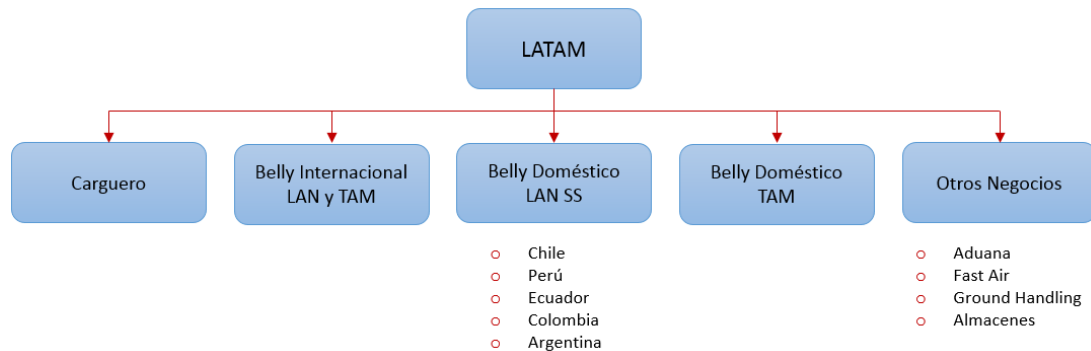 LATAM
Carguero
Belly Internacional
LAN y TAM
Belly Doméstico
LAN SS
Belly Doméstico
TAM
Otros Negocios
Chile
Perú
Ecuador
Colombia
Argentina
Aduana
Fast Air
Ground Handling
Almacenes